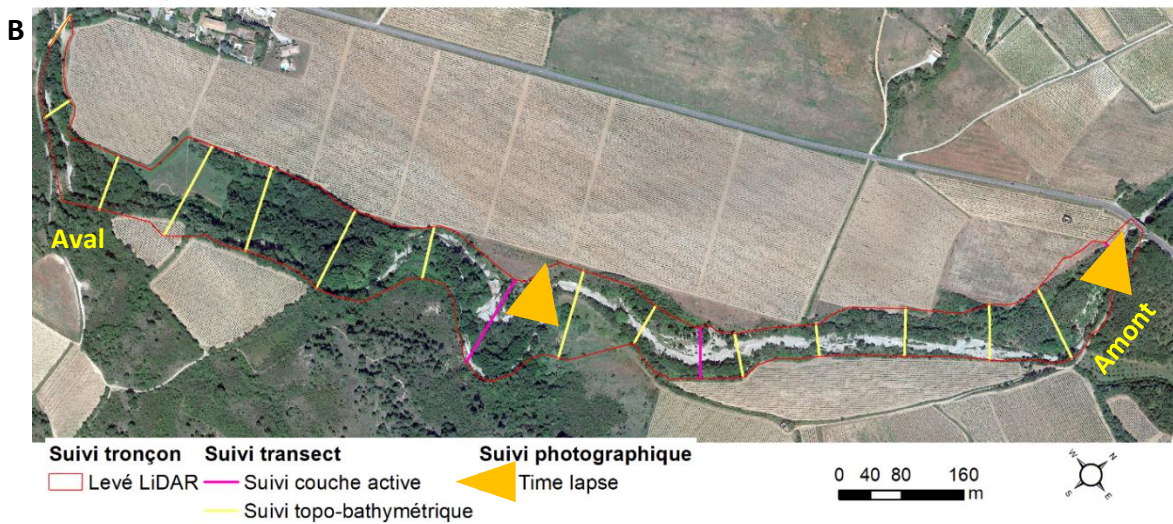 B
Aval
Amont
Suivi tronçon
Levé LiDAR
Suivi transect
Suivi couche active
Suivi topo-bathymétrique
Suivi photographique
Time lapse
0 40 80 160
m
N
W
E
S